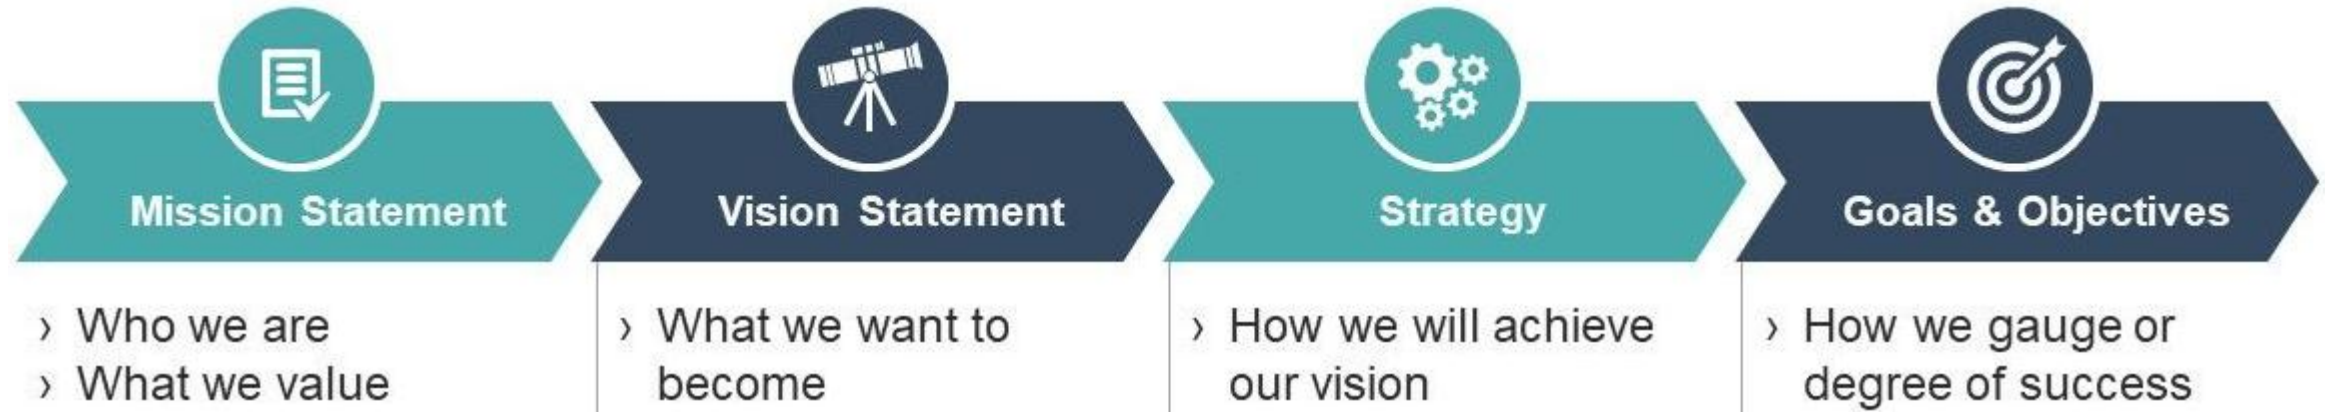 Mission Statement
› Who we are
› What we value
Vision Statement
› What we want to
become
Strategy
› How we will achieve
our vision
Goals & Objectives
› How we gauge or
degree of success